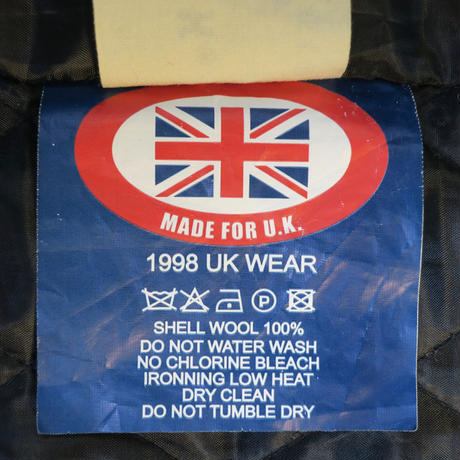 MADE FOR U.K.
1998 UK WEAR
P
SHELL WOOL 100%
DO NOT WATER WASH
NO CHLORINE BLEACH
IRONNING LOW HEAT
DRY CLEAN
DO NOT TUMBLE DRY